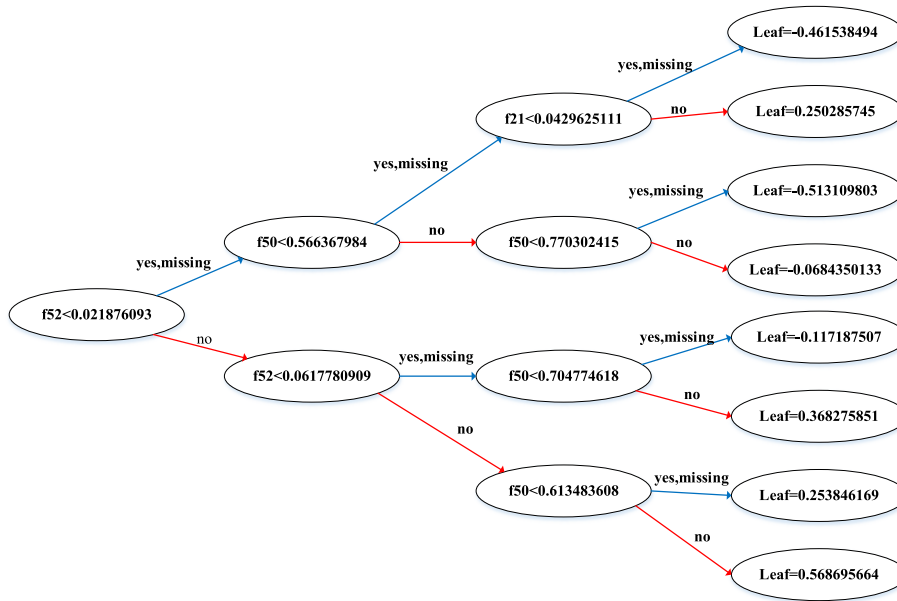 Leaf=-0.461538494
yes,missing
f21<0.0429625111
no
Leaf=0.250285745
yes,missing
yes,missing
Leaf=-0.513109803
f50<0.566367984
no
f50<0.770302415
no
Leaf=-0.0684350133
yes,missing
f52<0.021876093
no
yes,missing
Leaf=-0.117187507
f52<0.0617780909
yes,missing
f50<0.704774618
no
Leaf=0.368275851
no
yes,missing
f50<0.613483608
Leaf=0.253846169
no
Leaf=0.568695664